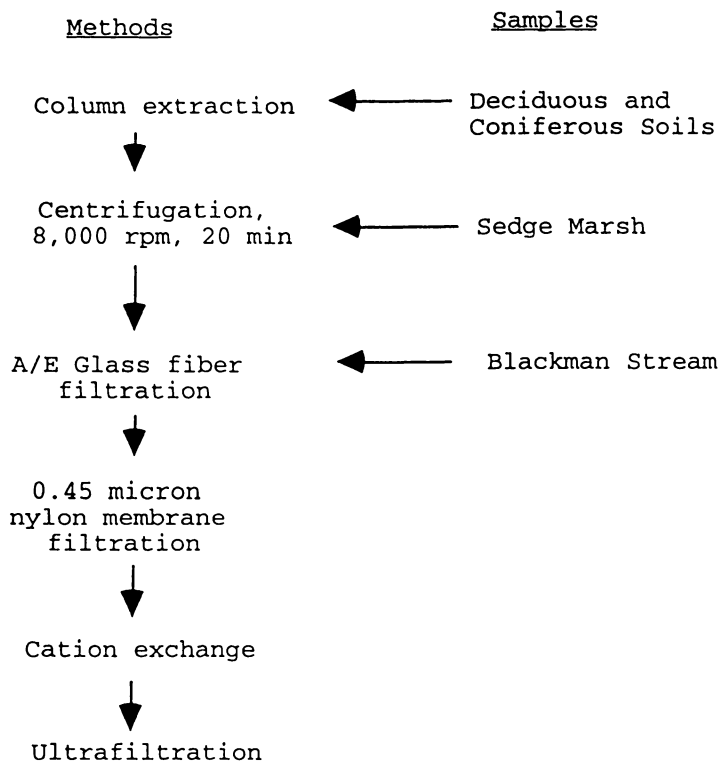 Methods
Samples
Column extraction
Deciduous and
Coniferous Soils
Centrifugation,
8,000 rpm, 20 min
Sedge Marsh
A/E Glass fiber
filtration
Blackman Stream
0.45 micron
nylon membrane
filtration
Cation exchange
Ultrafiltration